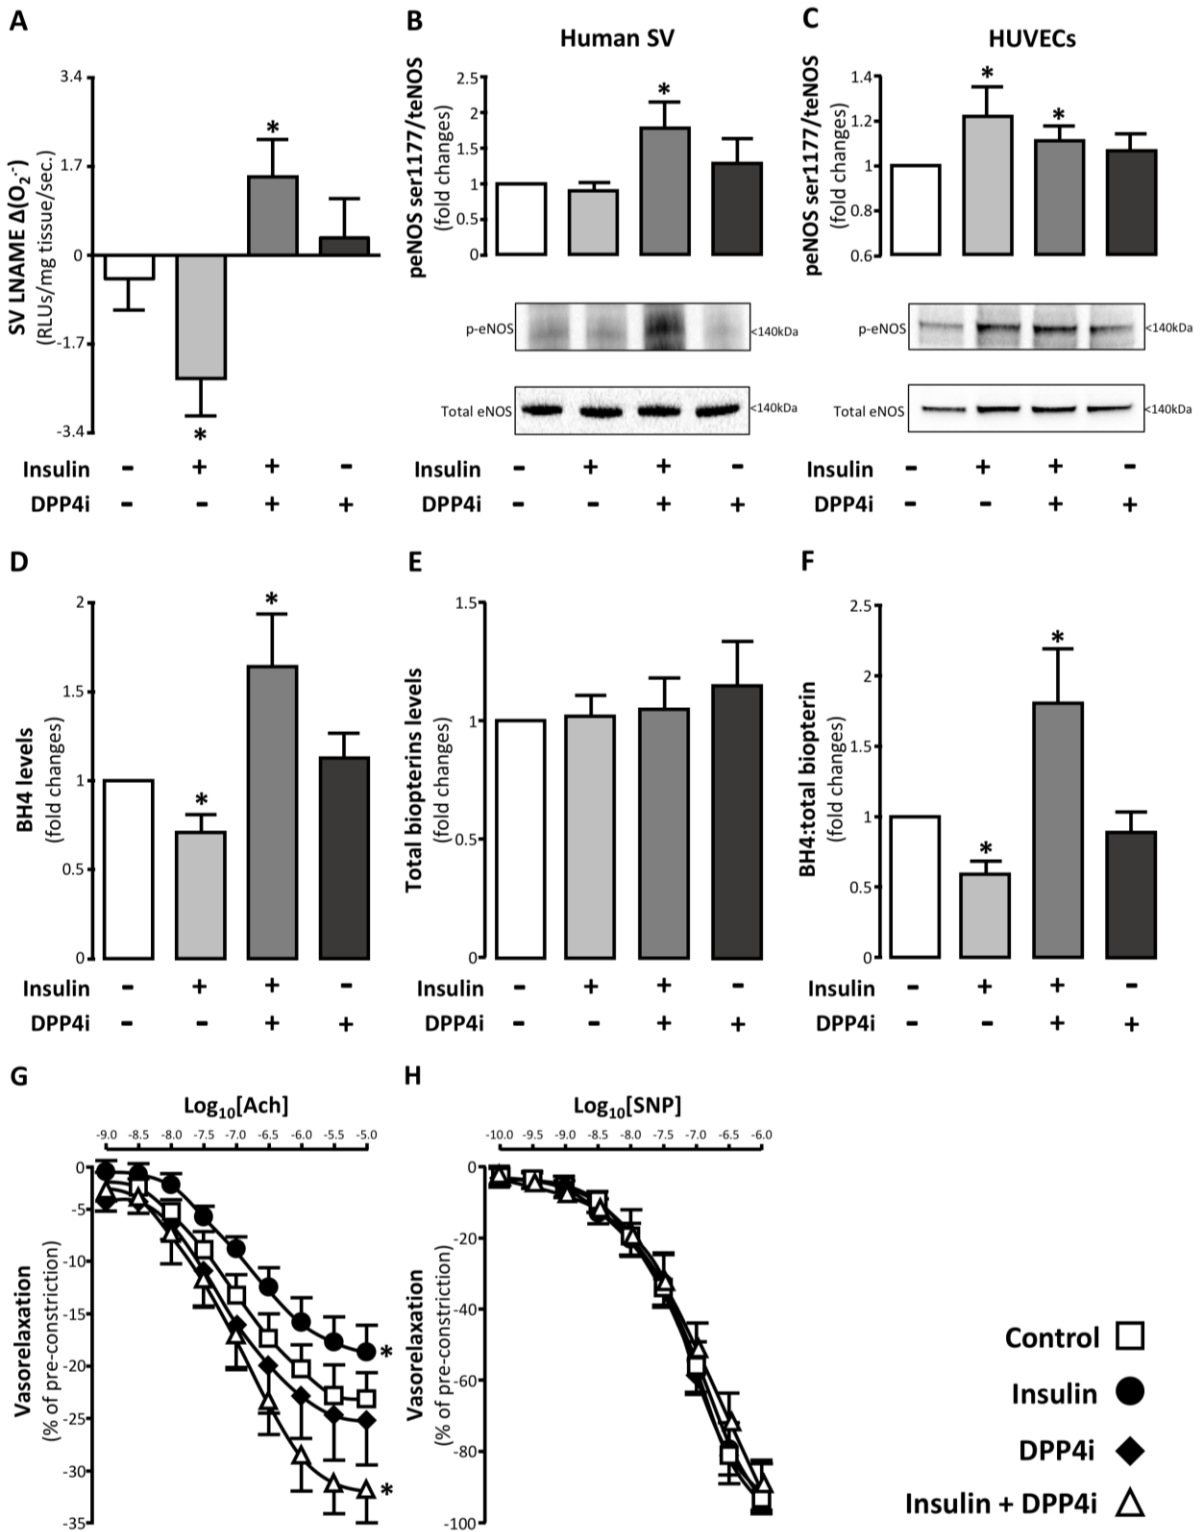 A
SV LNAME Δ(O2·-)
(RLUs/mg tissue/sec.)
3.4
1.7
0
-1.7
-3.4
*
*
Insulin - + + -
DPP4i - - + +
B
Human SV
peNOS ser1177/teNOS
(fold changes)
2.5
2
1.5
1
0.5
0
*
p-eNOS <140kDa
Total eNOS <140kDa
Insulin - + + -
DPP4i - - + +
C
HUVECs
peNOS ser1177/teNOS
(fold changes)
1.4
1.2
1
0.8
0.6
*
*
p-eNOS <140kDa
Total eNOS <140kDa
Insulin - + + -
DPP4i - - + +
D
BH4 levels
(fold changes)
2
1.5
1
0.5
0
*
*
Insulin - + + -
DPP4i - - + +
E
Total biopterins levels
(fold changes)
1.5
1
0.5
0
Insulin - + + -
DPP4i - - + +
F
BH4:total biopterin
(fold changes)
2.5
2
1.5
1
0.5
0
*
*
Insulin - + + -
DPP4i - - + +
G
Log10[Ach]
-9.0 -8.5 -8.0 -7.5 -7.0 -6.5 -6.0 -5.5 -5.0
Vasorelaxation
(% of pre-constriction)
0
-5
-10
-15
-20
-25
-30
-35
*
*
H
Log10[SNP]
-10.0 -9.5 -9.0 -8.5 -8.0 -7.5 -7.0 -6.5 -6.0
Vasorelaxation
(% of pre-constriction)
0
-20
-40
-60
-80
-100
Control
Insulin
DPP4i
Insulin + DPP4i